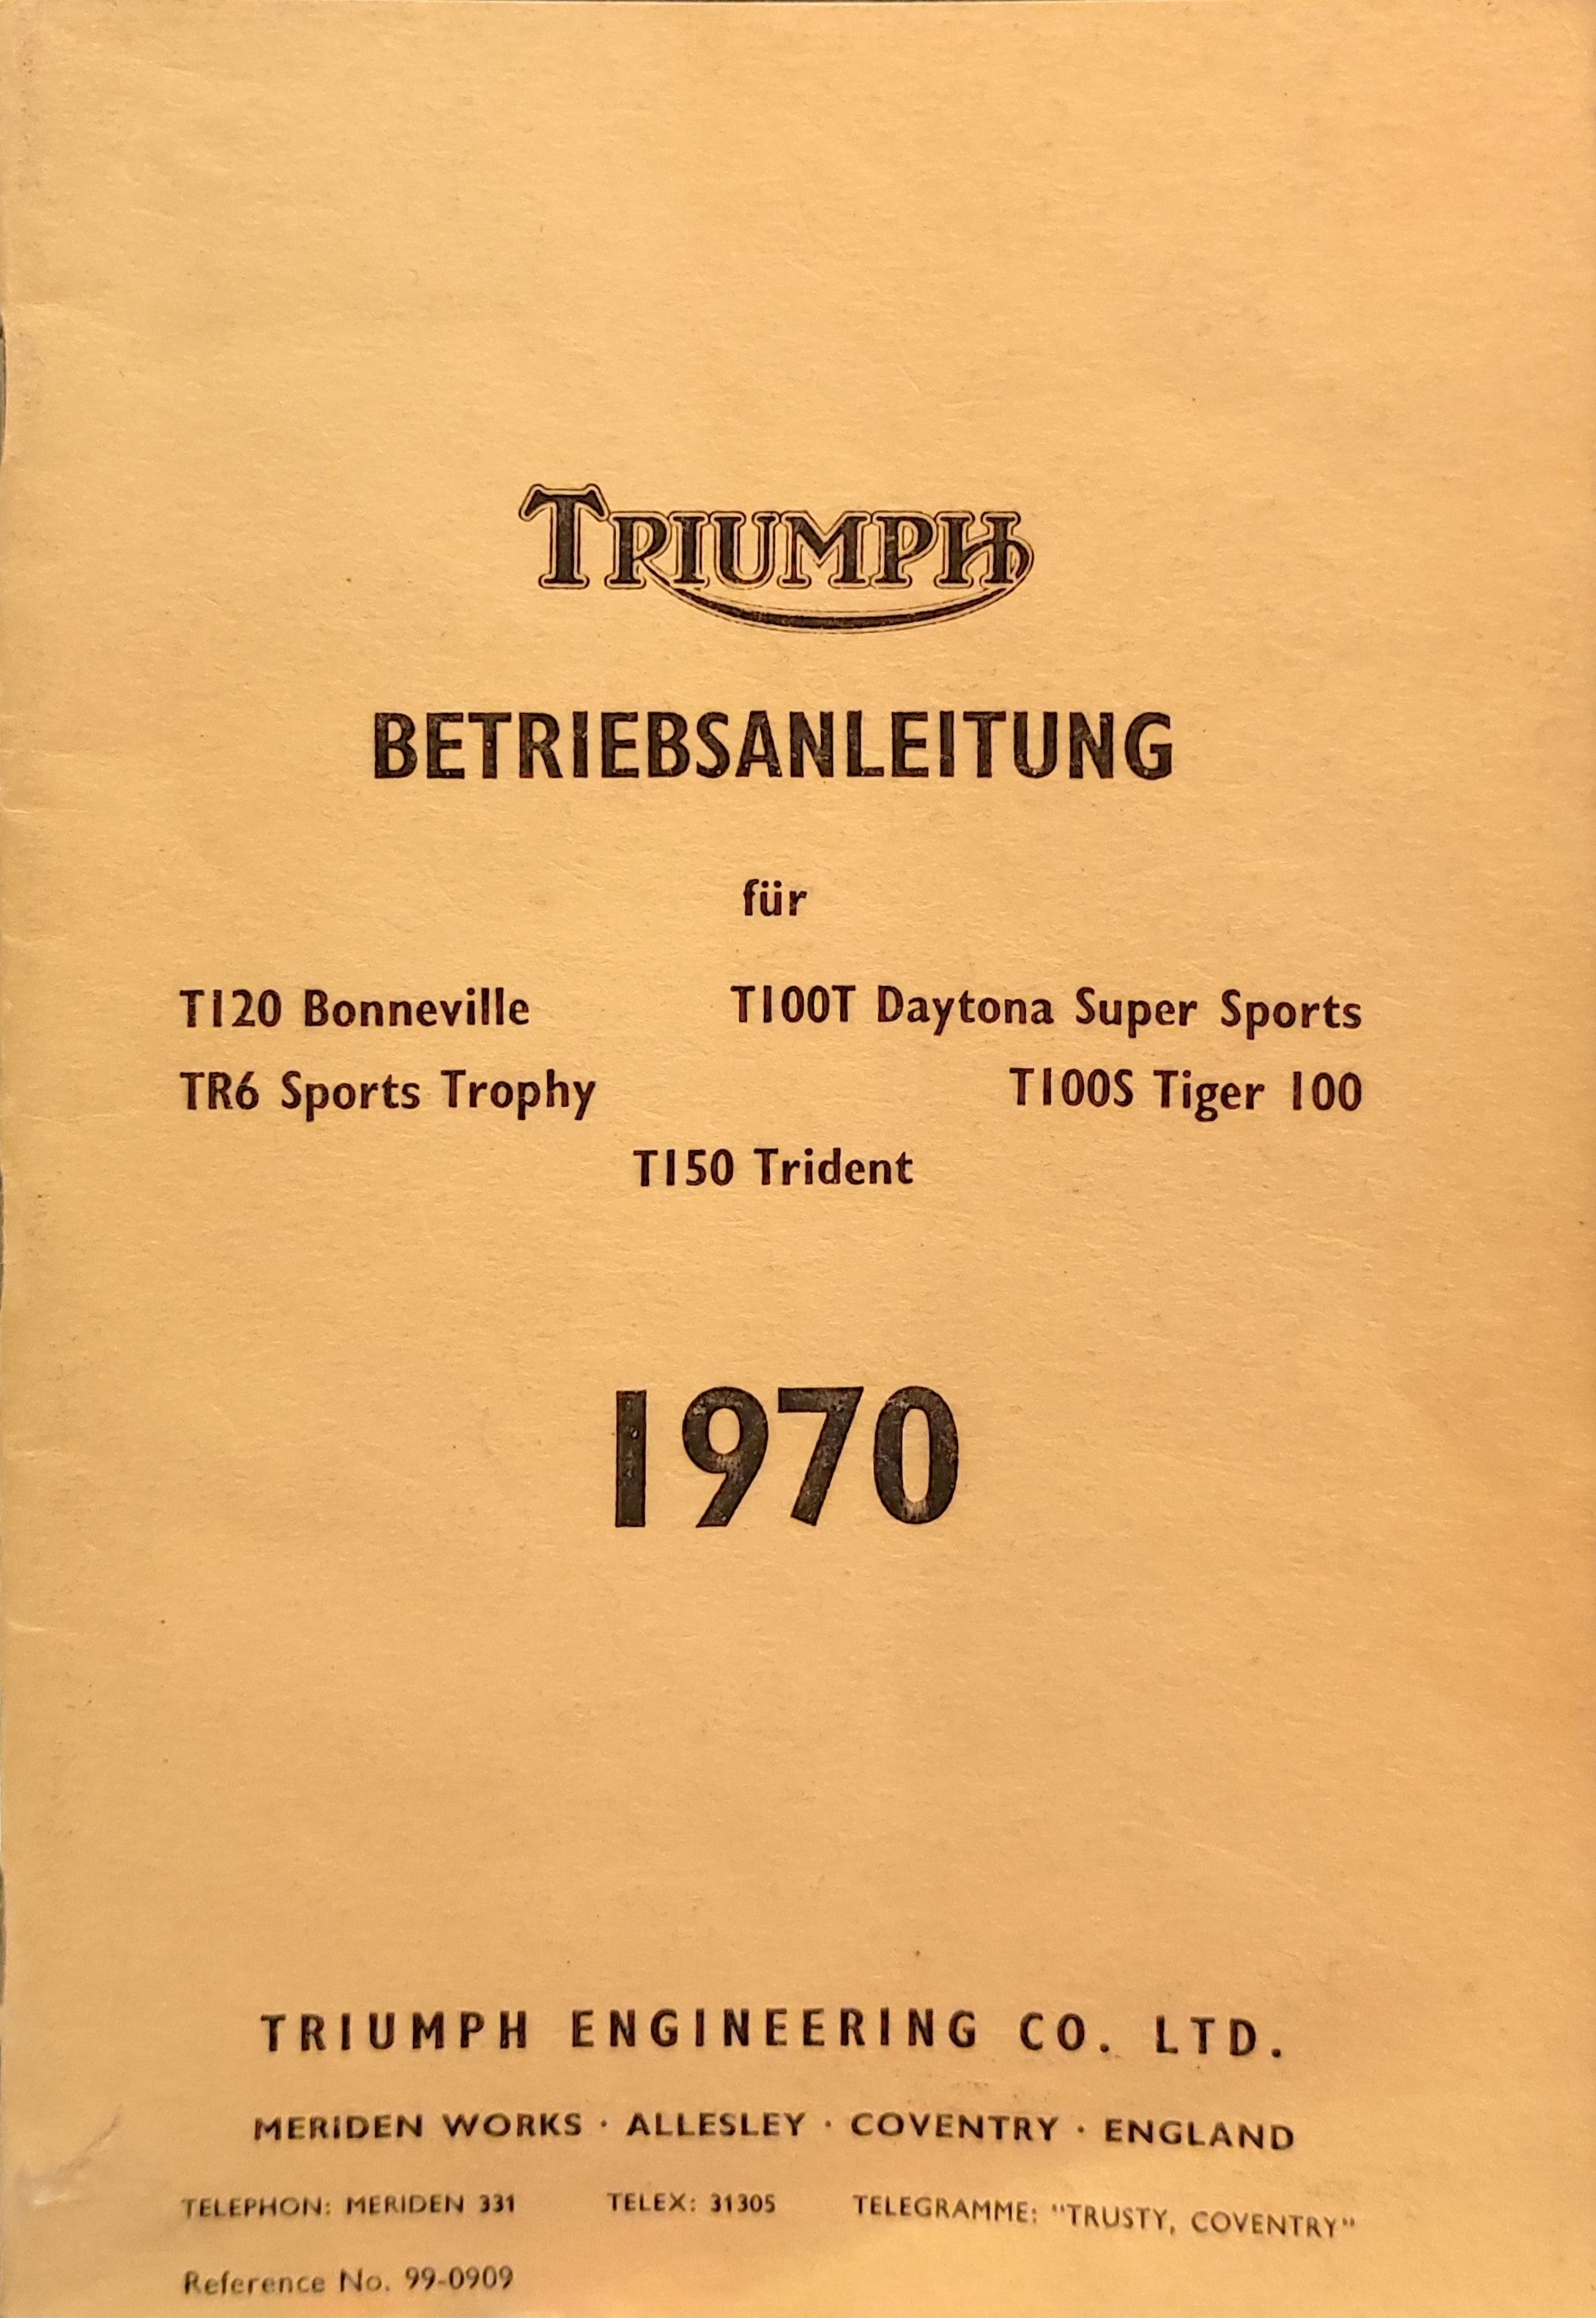 TRIUMPH
BETRIEBSANLEITUNG
für
T120 Bonneville T100T Daytona Super Sports
TR6 Sports Trophy T100S Tiger 100
T150 Trident
1970
TRIUMPH ENGINEERING CO. LTD.
MERIDEN WORKS · ALLESLEY · COVENTRY · ENGLAND
TELEPHON: MERIDEN 331 TELEX: 31305 TELEGRAMME: "TRUSTY, COVENTRY"
Reference No. 99-0909